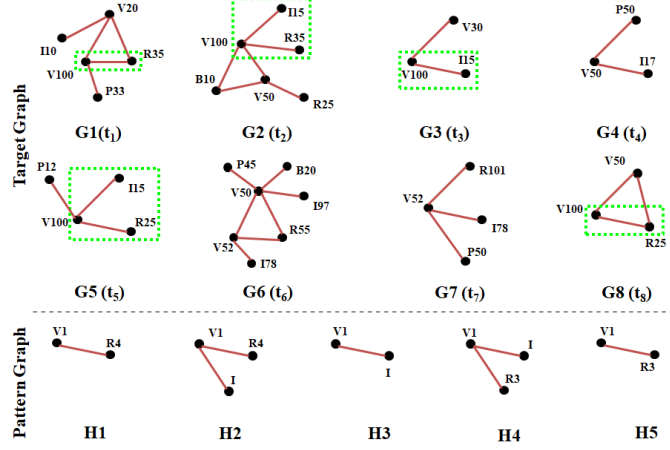 Target Graph
V20
I10
V100
R35
P33
G1(t1)
I15
V100
R35
B10
V50
R25
G2 (t2)
V30
I15
V100
G3 (t3)
P50
V50
I17
G4 (t4)
P12
I15
V100
R25
G5 (t5)
P45
B20
V50
I97
R55
V52
I78
G6 (t6)
R101
V52
I78
P50
G7 (t7)
V50
V100
R25
G8 (t8)
Pattern Graph
V1
R4
H1
V1
R4
I
H2
V1
I
H3
V1
I
R3
H4
V1
R3
H5